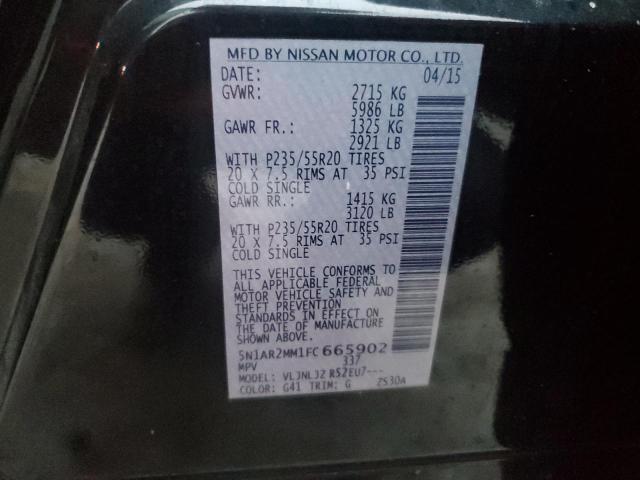 MFD BY NISSAN MOTOR CO., LTD.
DATE: 04/15
GVWR: 2715 KG
5986 LB
GAWR FR.: 1325 KG
2921 LB
WITH P235/55R20 TIRES
20 X 7.5 RIMS AT 35 PSI
COLD SINGLE
GAWR RR.: 1415 KG
3120 LB
WITH P235/55R20 TIRES
20 X 7.5 RIMS AT 35 PSI
COLD SINGLE
THIS VEHICLE CONFORMS TO
ALL APPLICABLE FEDERAL
MOTOR VEHICLE SAFETY AND
THEFT PREVENTION
STANDARDS IN EFFECT ON
THE DATE OF MANUFACTURE
SHOWN ABOVE.
5N1AR2MM1FC665902
MPV 337
MODEL: VLJNLJZ R52EU7---
COLOR: G41 TRIM: G ZS30A